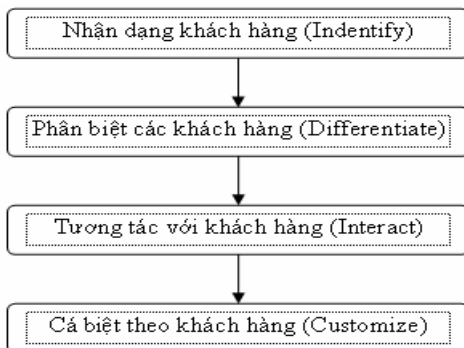 Nhận dạng khách hàng (Indentify)
Phân biệt các khách hàng (Differentiate)
Tương tác với khách hàng (Interact)
Cá biệt theo khách hàng (Customize)